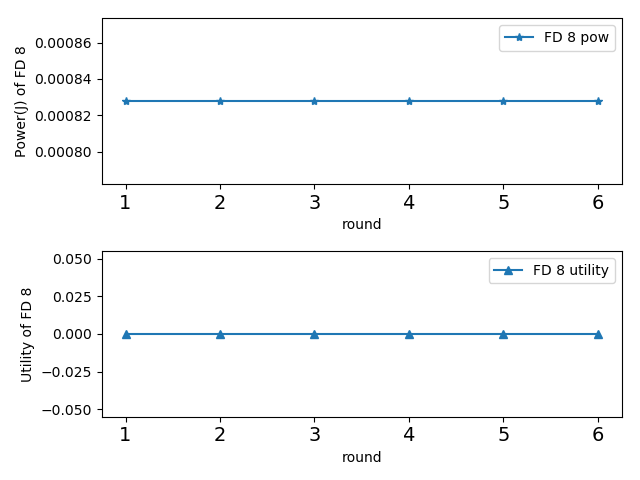 FD 8 pow
0.00086
0.00084
0.00082
0.00080
Power(J) of FD 8
1 2 3 4 5 6
round
FD 8 utility
0.050
0.025
0.000
−0.025
−0.050
Utility of FD 8
1 2 3 4 5 6
round